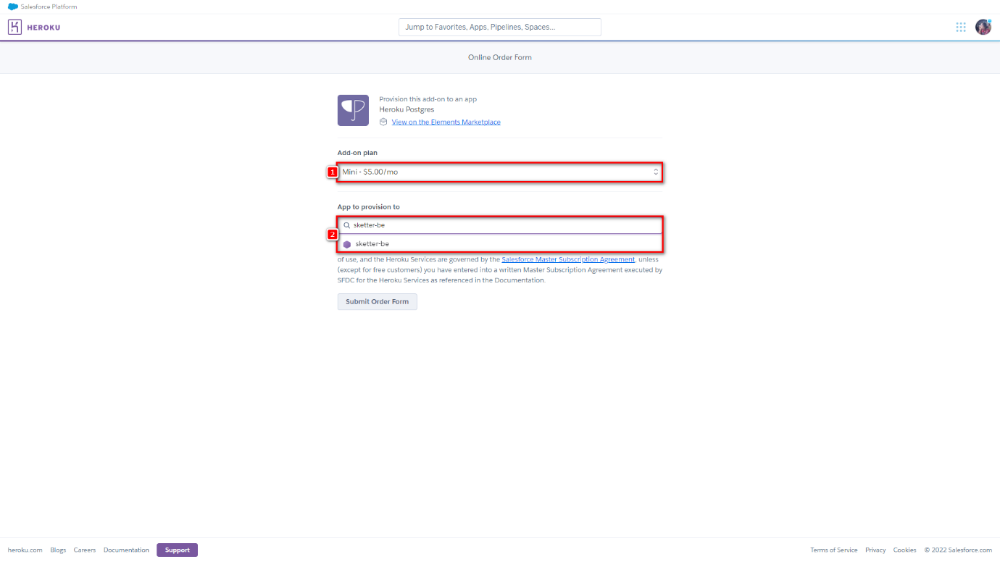 Salesforce Platform
HEROKU
Jump to Favorites, Apps, Pipelines, Spaces...
Online Order Form
Provision this add-on to an app
Heroku Postgres
View on the Elements Marketplace
Add-on plan
1
Mini - $5.00/mo
App to provision to
2
sketter-be
sketter-be
of use, and the Heroku Services are governed by the Salesforce Master Subscription Agreement, unless
(except for free customers) you have entered into a written Master Subscription Agreement executed by
SFDC for the Heroku Services as referenced in the Documentation.
Submit Order Form
heroku.com Blogs Careers Documentation Support Terms of Service Privacy Cookies © 2022 Salesforce.com